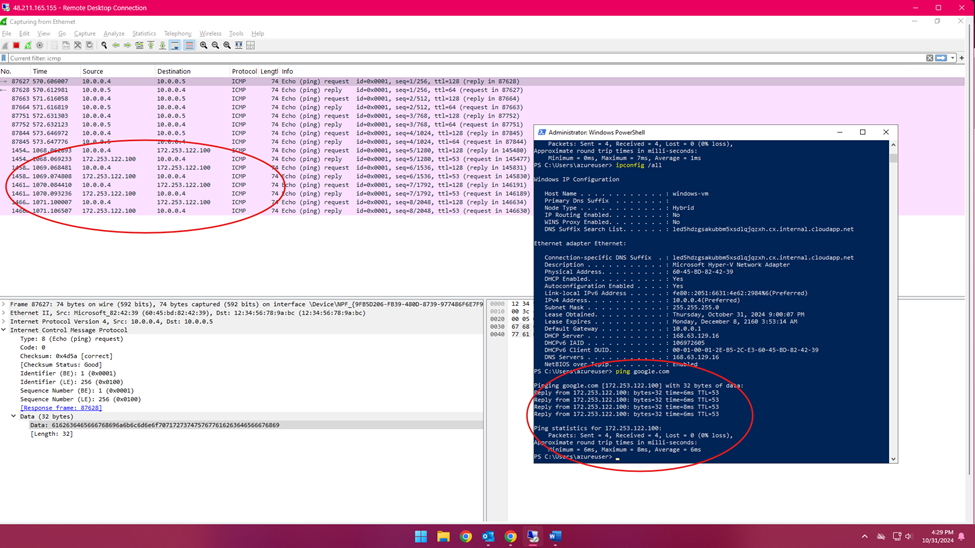 48.211.165.155 - Remote Desktop Connection
Capturing from Ethernet
File Edit View Go Capture Analyze Statistics Telephony Wireless Tools Help
Current filter: icmp
No. Time Source Destination Protocol Lengtl Info
87627 570.606007 10.0.0.4 10.0.0.5 ICMP 74 Echo (ping) request id=0x0001, seq=1/256, ttl=128 (reply in 87628)
87628 570.612981 10.0.0.5 10.0.0.4 ICMP 74 Echo (ping) reply id=0x0001, seq=1/256, ttl=64 (request in 87627)
87663 571.616058 10.0.0.4 10.0.0.5 ICMP 74 Echo (ping) request id=0x0001, seq=2/512, ttl=128 (reply in 87664)
87664 571.616819 10.0.0.5 10.0.0.4 ICMP 74 Echo (ping) reply id=0x0001, seq=2/512, ttl=64 (request in 87663)
87751 572.631303 10.0.0.4 10.0.0.5 ICMP 74 Echo (ping) request id=0x0001, seq=3/768, ttl=128 (reply in 87752)
87752 572.632123 10.0.0.5 10.0.0.4 ICMP 74 Echo (ping) reply id=0x0001, seq=3/768, ttl=64 (request in 87751)
87844 573.646972 10.0.0.4 10.0.0.5 ICMP 74 Echo (ping) request id=0x0001, seq=4/1024, ttl=128 (reply in 87845)
87845 573.647776 10.0.0.5 10.0.0.4 ICMP 74 Echo (ping) reply id=0x0001, seq=4/1024, ttl=64 (request in 87844)
1454… 10.0.0.4 172.253.122.100 ICMP 74 Echo (ping) request id=0x0001, seq=5/1280, ttl=128 (reply in 145483)
1454… 1068.069233 172.253.122.100 10.0.0.4 ICMP 74 Echo (ping) reply id=0x0001, seq=5/1280, ttl=53 (request in 145477)
1458… 1069.068481 10.0.0.4 172.253.122.100 ICMP 74 Echo (ping) request id=0x0001, seq=6/1536, ttl=128 (reply in 145830)
1458… 1069.074808 172.253.122.100 10.0.0.4 ICMP 74 Echo (ping) reply id=0x0001, seq=6/1536, ttl=53
1461… 1070.084410 10.0.0.4 172.253.122.100 ICMP 74 Echo (ping) request id=0x0001, seq=7/1792, ttl=128 (reply in 146191)
1461… 1070.093236 172.253.122.100 10.0.0.4 ICMP 74 Echo (ping) reply id=0x0001, seq=7/1792, ttl=53 (request in 146189)
1466… 1071.100007 10.0.0.4 172.253.122.100 ICMP 74 Echo (ping) request id=0x0001, seq=8/2048, ttl=128 (reply in 146634)
1466… 1071.106507 172.253.122.100 10.0.0.4 ICMP 74 Echo (ping) reply id=0x0001, seq=8/2048, ttl=53 (request in 146630)
Administrator: Windows PowerShell
Packets: Sent = 4, Received = 4, Lost = 0 (0% loss),
Approximate round trip times in milli-seconds:
Minimum = 0ms, Maximum = 7ms, Average = 1ms
PS C:\Users\azureuser> ipconfig /all
Windows IP Configuration
Host Name . . . . . . . . . . . . : windows-vm
Primary Dns Suffix . . . . . . . :
Node Type . . . . . . . . . . . . : Hybrid
IP Routing Enabled. . . . . . . . : No
WINS Proxy Enabled. . . . . . . . : No
DNS Suffix Search List. . . . . . : led5hdzgsakubbm5xsdlqjqzxh.cx.internal.cloudapp.net
Ethernet adapter Ethernet:
Connection-specific DNS Suffix . : led5hdzgsakubbm5xsdlqjqzxh.cx.internal.cloudapp.net
Description . . . . . . . . . . . : Microsoft Hyper-V Network Adapter
Physical Address. . . . . . . . . : 60-45-BD-82-42-39
DHCP Enabled. . . . . . . . . . . : Yes
Autoconfiguration Enabled . . . . : Yes
Link-local IPv6 Address . . . . . : fe80::2051:6631:4e62:2984%6(Preferred)
IPv4 Address. . . . . . . . . . . : 10.0.0.4(Preferred)
Subnet Mask . . . . . . . . . . . : 255.255.255.0
Lease Obtained. . . . . . . . . . : Thursday, October 31, 2024 9:00:07 PM
Lease Expires . . . . . . . . . . : Monday, December 8, 2160 3:53:14 AM
Default Gateway . . . . . . . . . : 10.0.0.1
DHCP Server . . . . . . . . . . . : 168.63.129.16
DHCPv6 IAID . . . . . . . . . . . : 106972605
DHCPv6 Client DUID. . . . . . . . : 00-01-00-01-2E-B5-2C-E3-60-45-BD-82-42-39
DNS Servers . . . . . . . . . . . : 168.63.129.16
NetBIOS over Tcpip. . . . . . . . : Enabled
PS C:\Users\azureuser> ping google.com
Pinging google.com [172.253.122.100] with 32 bytes of data:
Reply from 172.253.122.100: bytes=32 time=6ms TTL=53
Reply from 172.253.122.100: bytes=32 time=6ms TTL=53
Reply from 172.253.122.100: bytes=32 time=8ms TTL=53
Reply from 172.253.122.100: bytes=32 time=6ms TTL=53
Ping statistics for 172.253.122.100:
Packets: Sent = 4, Received = 4, Lost = 0 (0% loss),
Approximate round trip times in milli-seconds:
Minimum = 6ms, Maximum = 8ms, Average = 6ms
PS C:\Users\azureuser>
Frame 87627: 74 bytes on wire (592 bits), 74 bytes captured (592 bits) on interface \Device\NPF_{9FB5D206-FB39-480D-8739-977486F6E7F9
Ethernet II, Src: Microsoft_82:42:39 (60:45:bd:82:42:39), Dst: 12:34:56:78:9a:bc (12:34:56:78:9a:bc)
Internet Protocol Version 4, Src: 10.0.0.4, Dst: 10.0.0.5
Internet Control Message Protocol
Type: 8 (Echo (ping) request)
Code: 0
Checksum: 0x4d5a [correct]
[Checksum Status: Good]
Identifier (BE): 1 (0x0001)
Identifier (LE): 256 (0x0100)
Sequence Number (BE): 1 (0x0001)
Sequence Number (LE): 256 (0x0100)
[Response frame: 87628]
Data (32 bytes)
Data: 6162636465666768696a6b6c6d6e6f7071727374757677616263646566676869
[Length: 32]
0000 12 34
0010 00 3c
0020 00 05
0030 67 68
0040 77 61
4:29 PM
10/31/2024